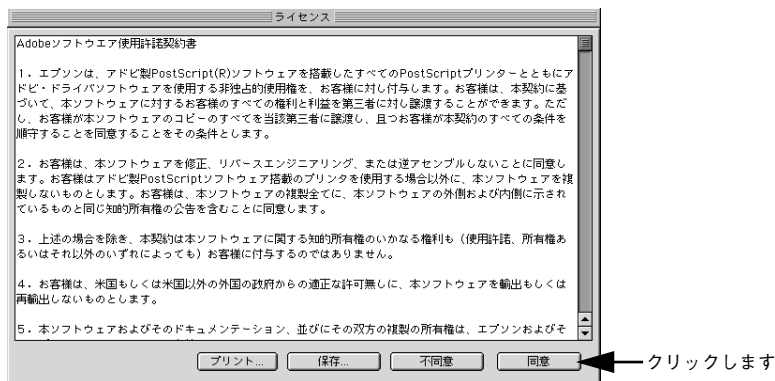 ライセンス
Adobeソフトウエア使用許諾契約書
1. エプソンは、アドビ製PostScript(R)ソフトウェアを搭載したすべてのPostScriptプリンターとともにア
ドビ・ドライバソフトウェアを使用する非独占的使用権を、お客様に対し付与します。お客様は、本契約に基
づいて、本ソフトウェアに対するお客様のすべての権利と利益を第三者に対し譲渡することができます。ただ
し、お客様が本ソフトウェアのコピーのすべてを当該第三者に譲渡し、且つお客様が本契約のすべての条件を
順守することを同意することをその条件とします。
2. お客様は、本ソフトウェアを修正、リバースエンジニアリング、または逆アセンブルしないことに同意し
ます。お客様はアドビ製PostScriptソフトウェア搭載のプリンタを使用する場合以外に、本ソフトウェアを複
製しないものとします。お客様は、本ソフトウェアの複製全てに、本ソフトウェアの外側および内側に示され
ているものと同じ知的所有権の公告を含むことに同意します。
3. 上述の場合を除き、本契約は本ソフトウェアに関する知的所有権のいかなる権利も（使用許諾、所有権あ
るいはそれ以外のいずれによっても）お客様に付与するのではありません。
4. お客様は、米国もしくは米国以外の外国の政府からの適正な許可無しに、本ソフトウェアを輸出もしくは
再輸出しないものとします。
5. 本ソフトウェアおよびそのドキュメンテーション、並びにその双方の複製の所有権は、エプソンおよびそ
プリント... 保存... 不同意 同意
クリックします